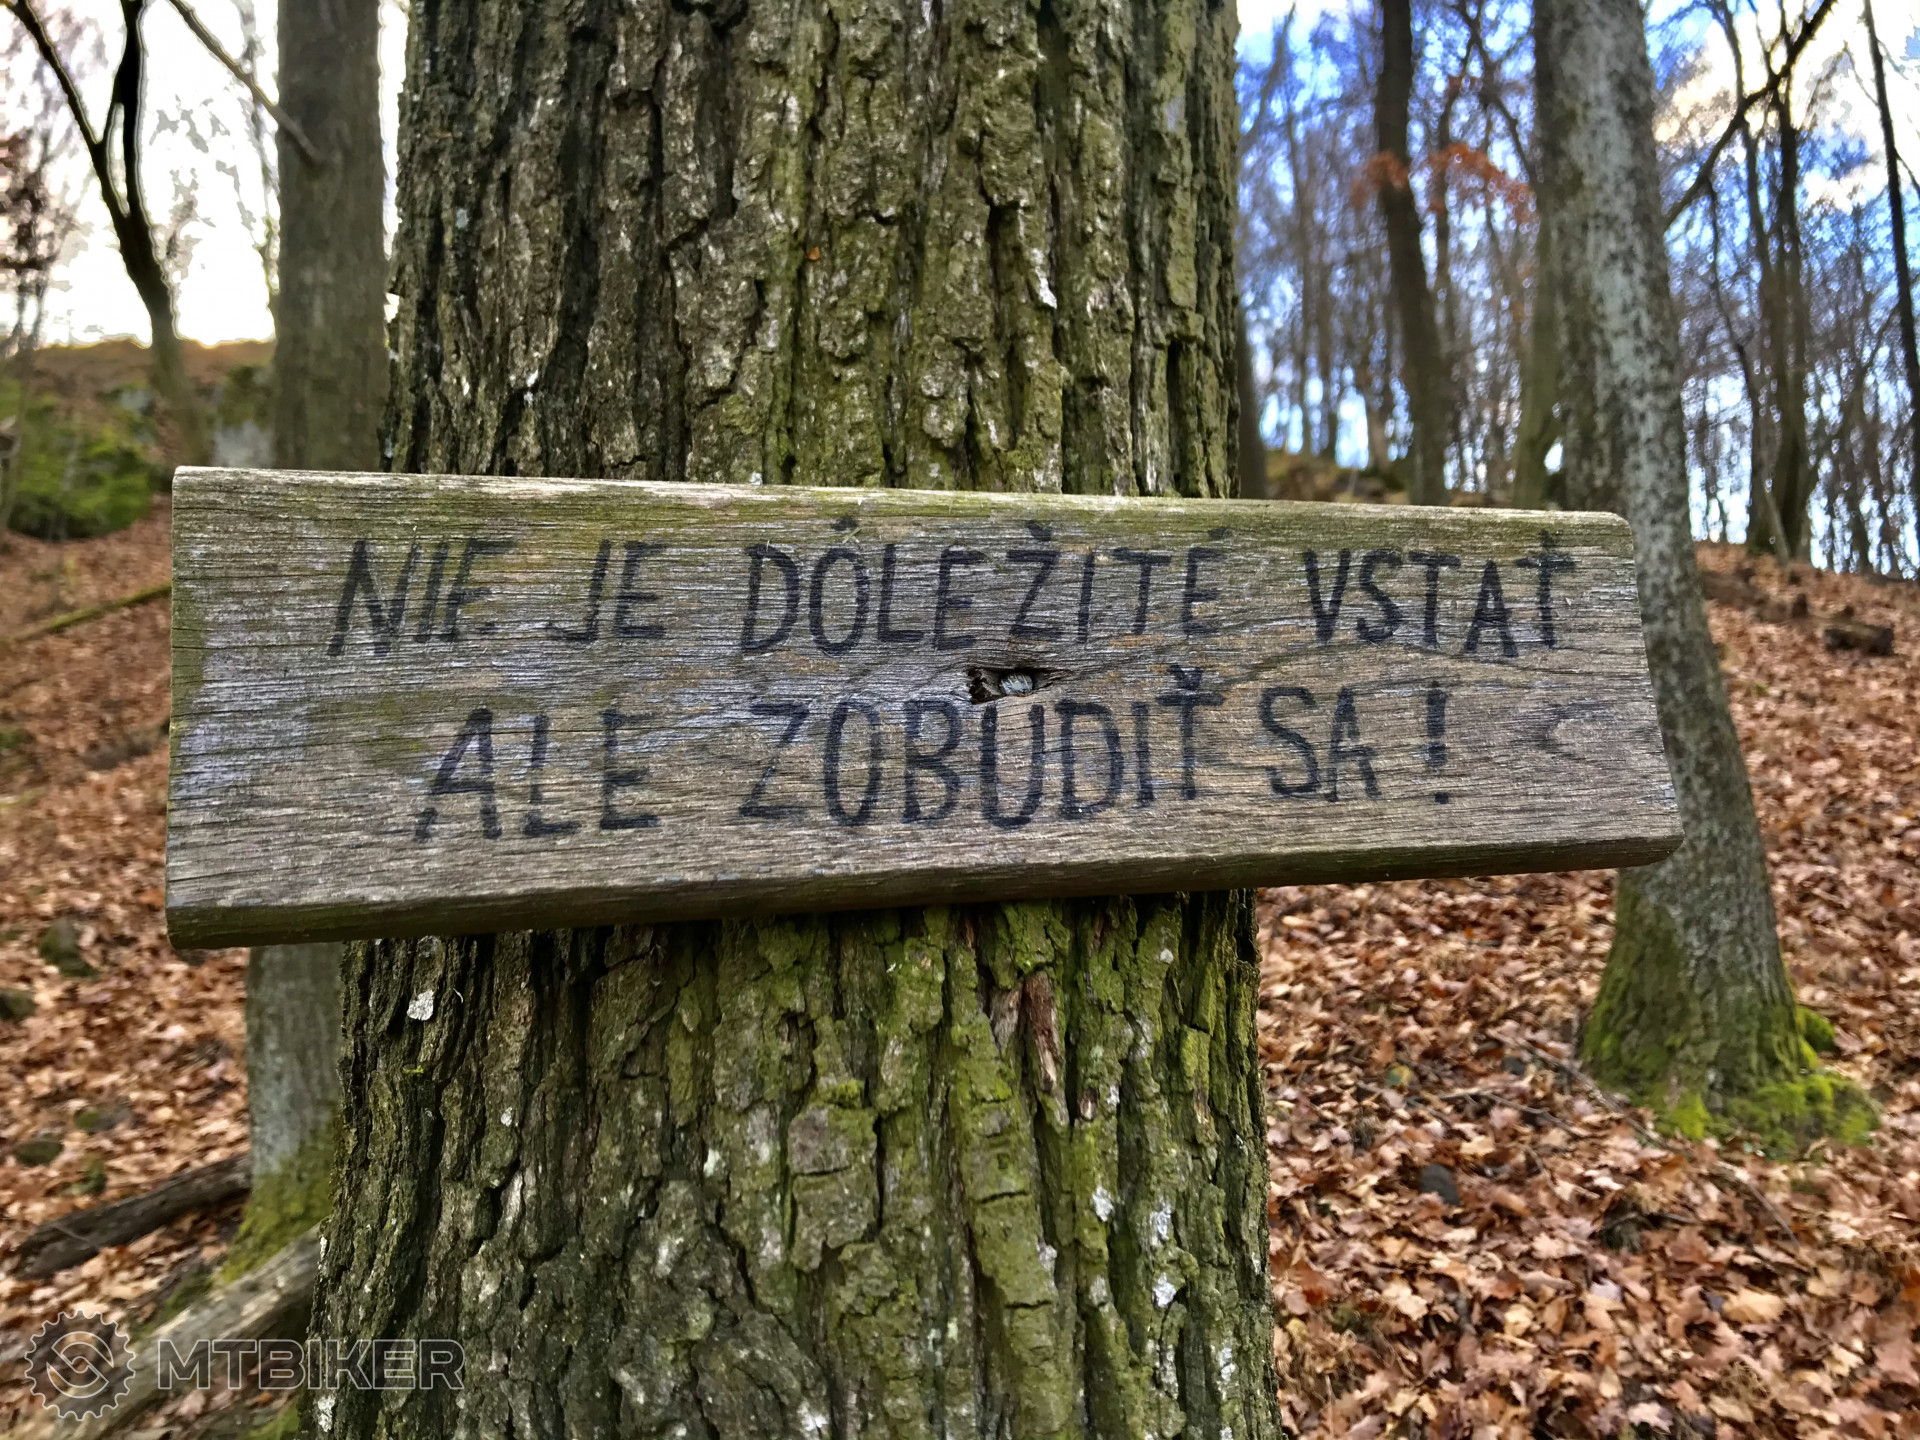 NIE JE DÔLEŽITÉ VSTAŤ
ALE ZOBUDIŤ SA!
MTBIKER